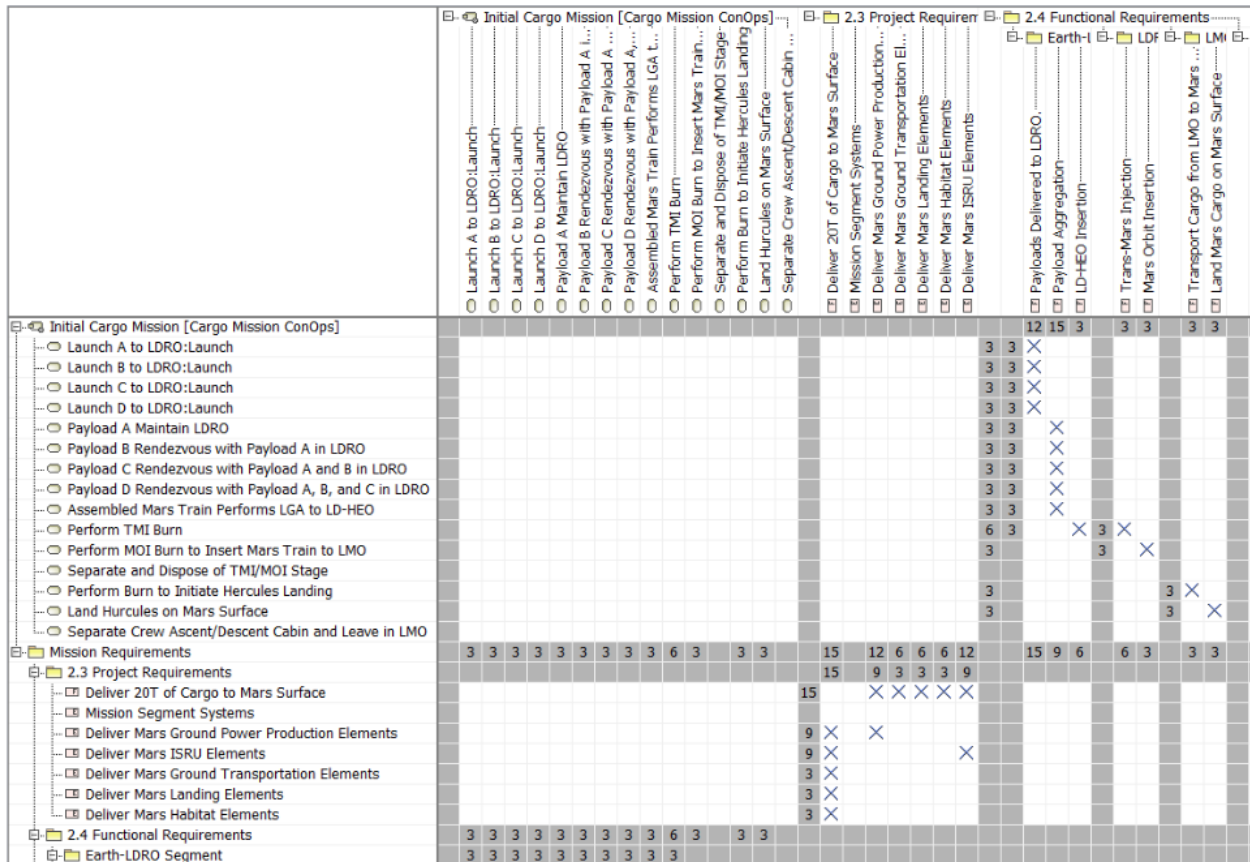 Initial Cargo Mission [Cargo Mission ConOps]
2.3 Project Requirem
2.4 Functional Requirements
Earth-L
LDF
LM
Launch A to LDRO:Launch
Launch B to LDRO:Launch
Launch C to LDRO:Launch
Launch D to LDRO:Launch
Payload A Maintain LDRO
Payload B Rendezvous with Payload A i...
Payload C Rendezvous with Payload A ...
Payload D Rendezvous with Payload A,...
Assembled Mars Train Performs LGA t...
Perform TMI Burn
Perform MOI Burn to Insert Mars Train...
Separate and Dispose of TMI/MOI Stage
Perform Burn to Initiate Hercules Landing
Land Hurcules on Mars Surface
Separate Crew Ascent/Descent Cabin ...
Deliver 20T of Cargo to Mars Surface
Mission Segment Systems
Deliver Mars Ground Power Production...
Deliver Mars Ground Transportation El...
Deliver Mars Landing Elements
Deliver Mars Habitat Elements
Deliver Mars ISRU Elements
Payloads Delivered to LDRO.
Payload Aggregation
LD-HEO Insertion
Trans-Mars Injection
Mars Orbit Insertion
Transport Cargo from LMO to Mars ...
Land Mars Cargo on Mars Surface
Initial Cargo Mission [Cargo Mission ConOps] 12 15 3 3 3 3 3
Launch A to LDRO:Launch 3 3
Launch B to LDRO:Launch 3 3
Launch C to LDRO:Launch 3 3
Launch D to LDRO:Launch 3 3
Payload A Maintain LDRO 3 3
Payload B Rendezvous with Payload A in LDRO 3 3
Payload C Rendezvous with Payload A and B in LDRO 3 3
Payload D Rendezvous with Payload A, B, and C in LDRO 3 3
Assembled Mars Train Performs LGA to LD-HEO 3 3
Perform TMI Burn 6 3 3
Perform MOI Burn to Insert Mars Train to LMO 3 3
Separate and Dispose of TMI/MOI Stage
Perform Burn to Initiate Hercules Landing 3 3
Land Hurcules on Mars Surface 3 3
Separate Crew Ascent/Descent Cabin and Leave in LMO
Mission Requirements 3 3 3 3 3 3 3 3 3 6 3 3 3 15 12 6 6 6 12 15 9 6 6 3 3 3
2.3 Project Requirements 15 9 3 3 3 9
Deliver 20T of Cargo to Mars Surface 15
Mission Segment Systems
Deliver Mars Ground Power Production Elements 9
Deliver Mars ISRU Elements 9
Deliver Mars Ground Transportation Elements 3
Deliver Mars Landing Elements 3
Deliver Mars Habitat Elements 3
2.4 Functional Requirements 3 3 3 3 3 3 3 3 3 6 3 3 3
Earth-LDRO Segment 3 3 3 3 3 3 3 3 3 3